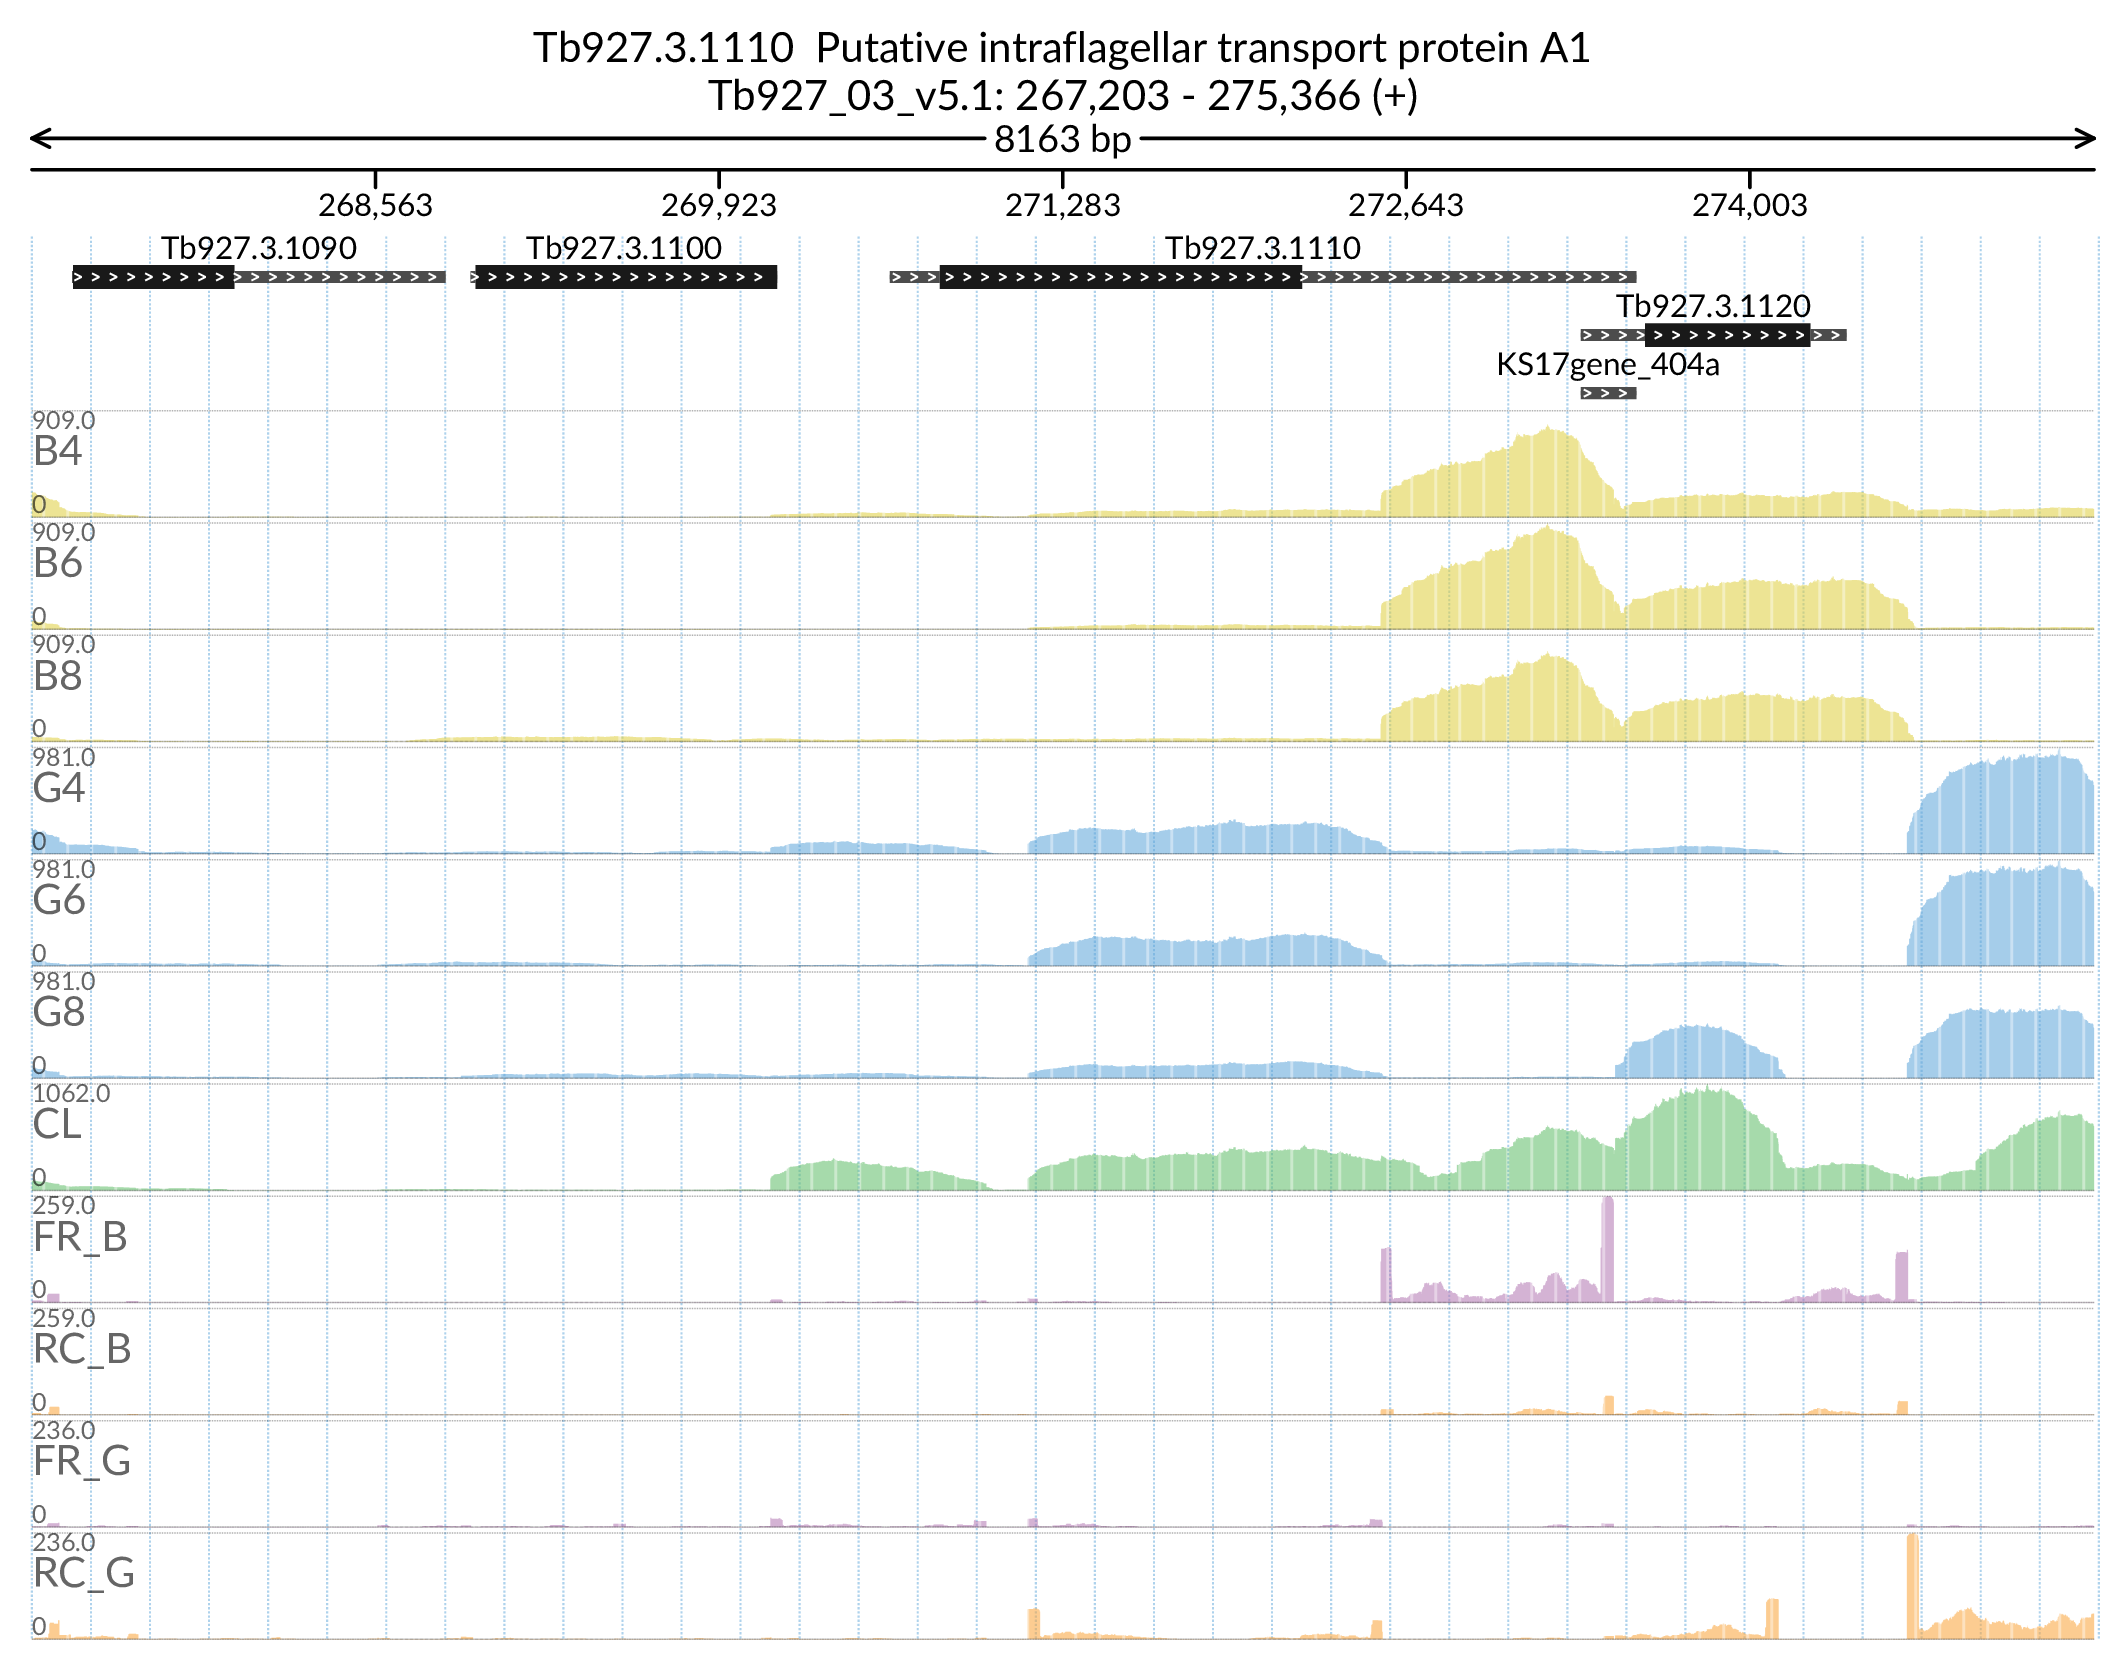 Tb927.3.1110  Putative intraflagellar transport protein A1
Tb927_03_v5.1: 267,203 - 275,366 (+)
8163 bp
268,563 269,923 271,283 272,643 274,003
Tb927.3.1090 Tb927.3.1100 Tb927.3.1110
Tb927.3.1120
KS17gene_404a
909.0
B4
0
909.0
B6
0
909.0
B8
0
981.0
G4
0
981.0
G6
0
981.0
G8
0
1062.0
CL
0
259.0
FR_B
0
259.0
RC_B
0
236.0
FR_G
0
236.0
RC_G
0